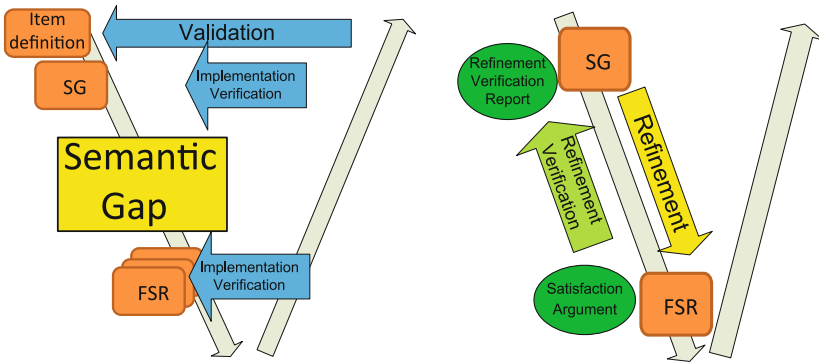 Item
definition
Validation
SG
Implementation
Verification
Semantic
Gap
FSR
Implementation
Verification
Refinement
Verification
Report
SG
Refinement
Refinement
Verification
Satisfaction
Argument
FSR